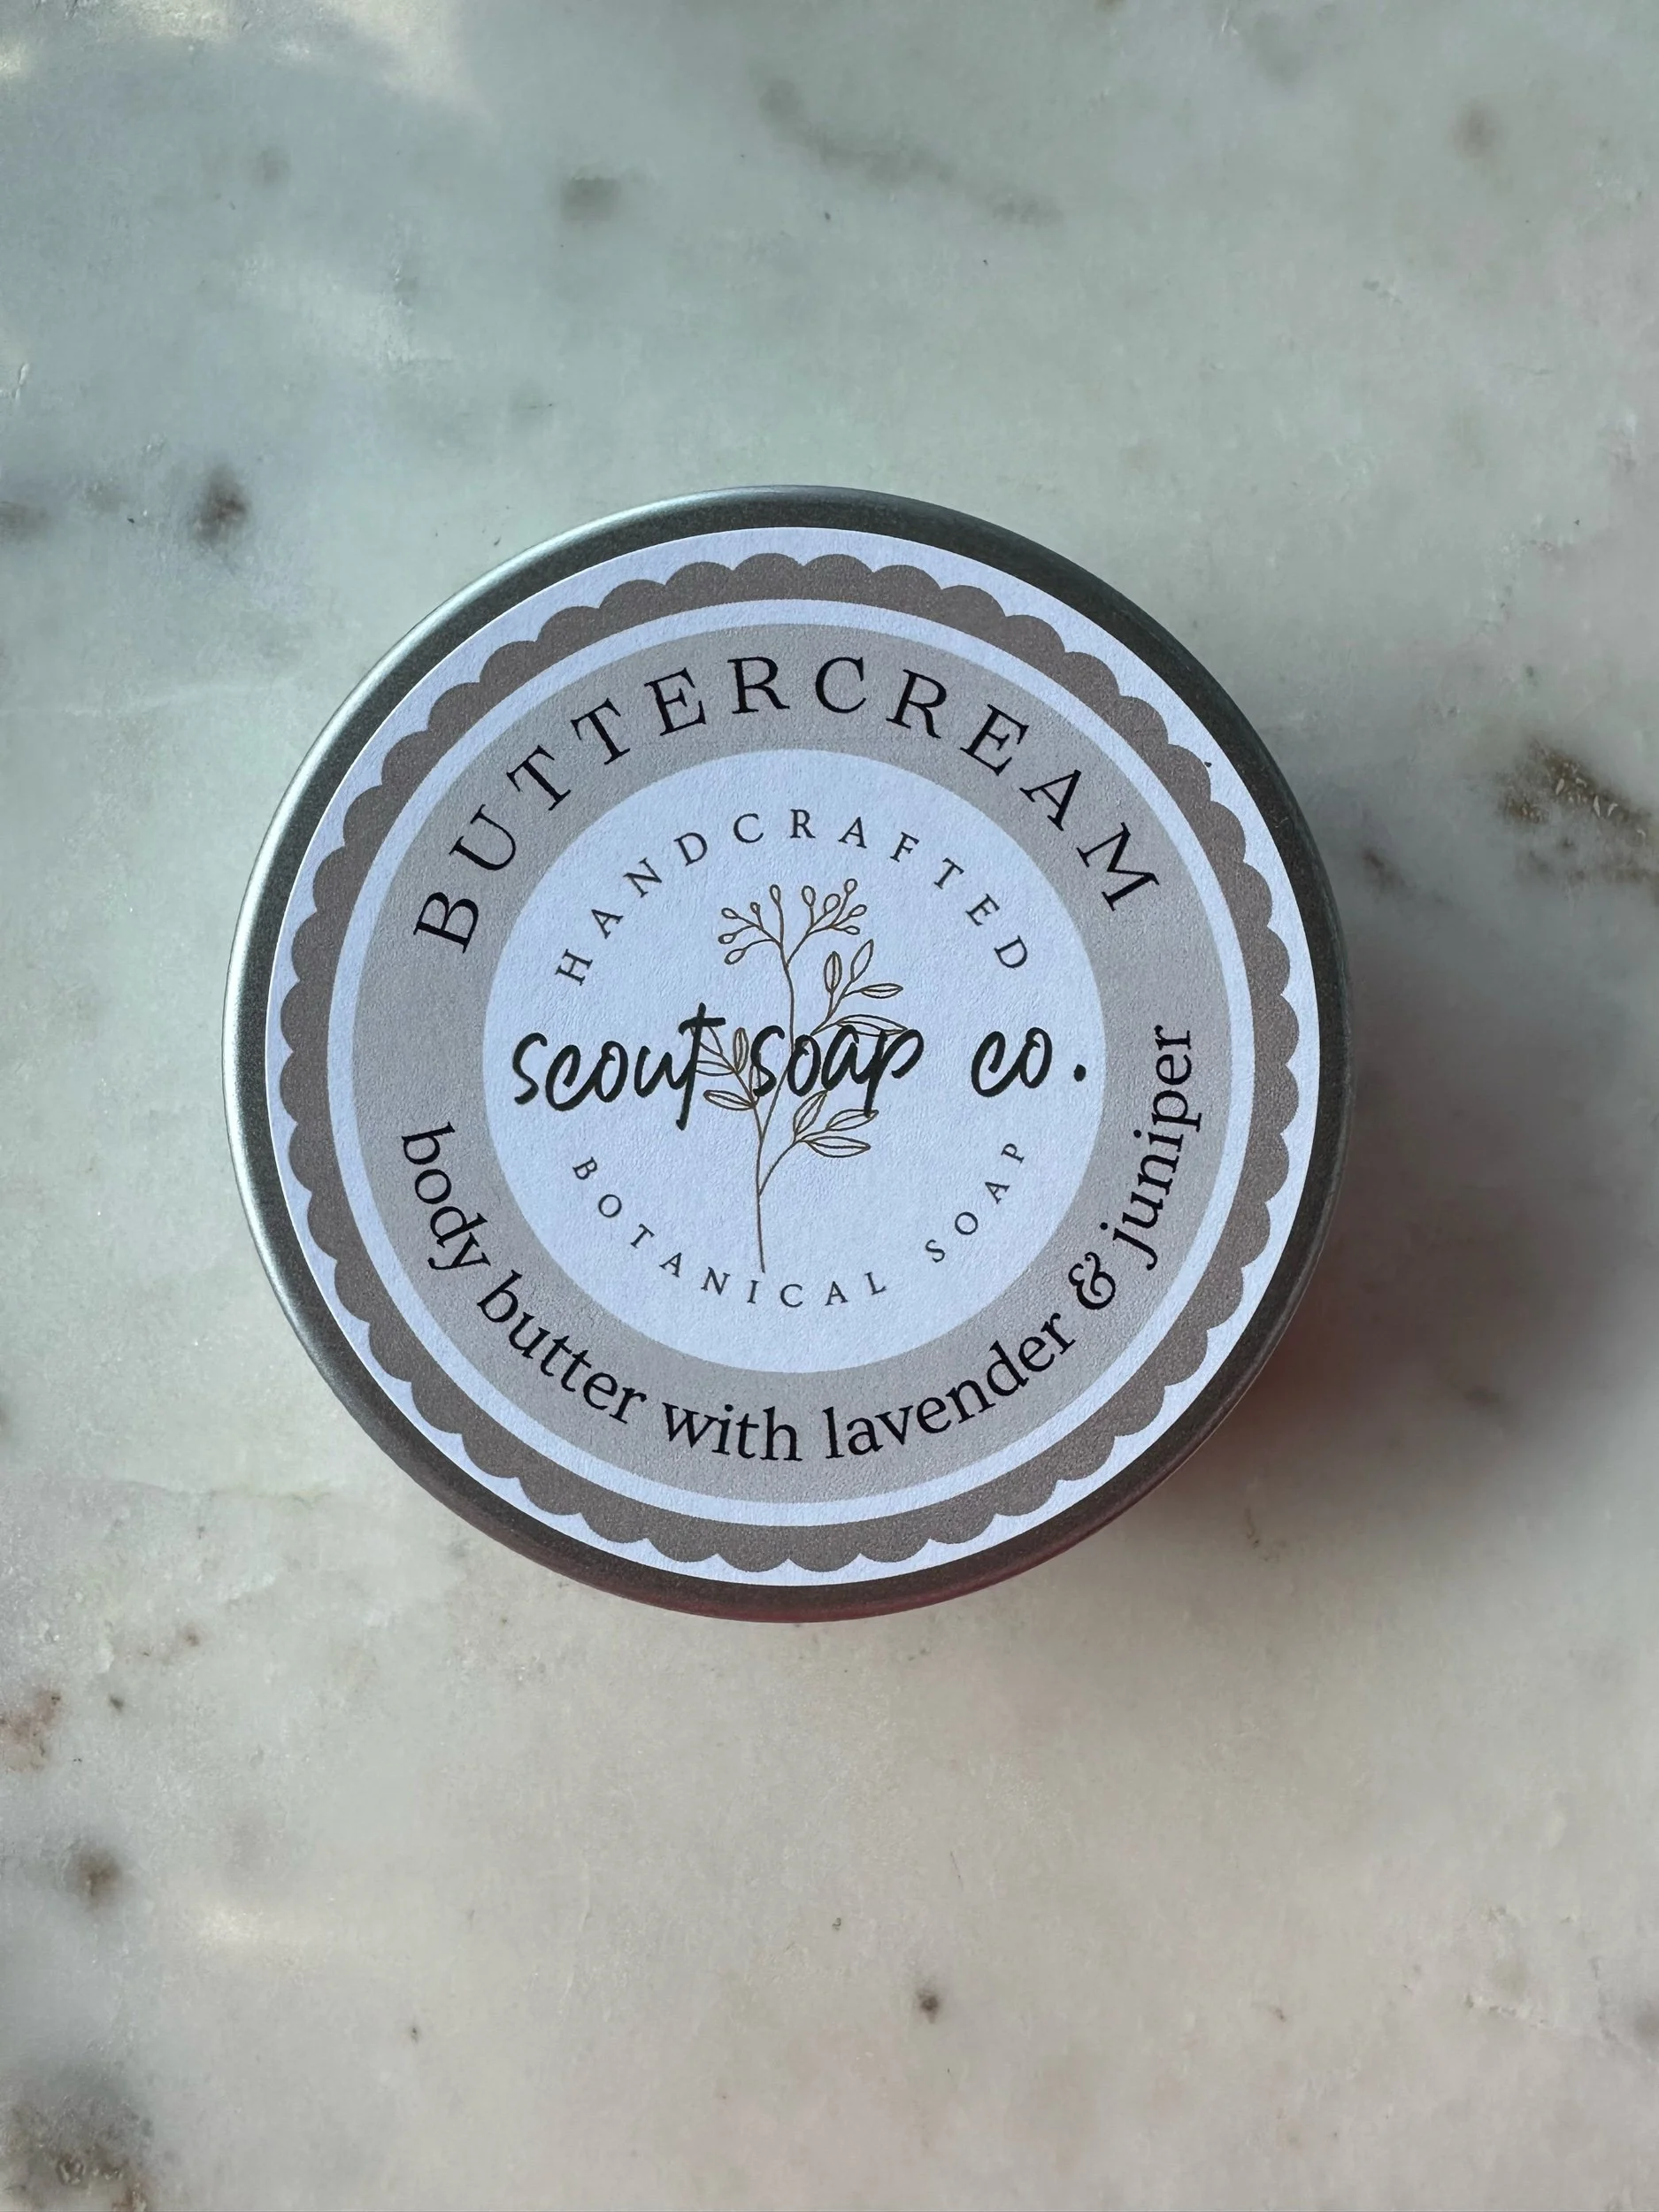 BUTTERCREAM
HANDCRAFTED
scout soap co.
BOTANICAL SOAP
body butter with lavender & juniper